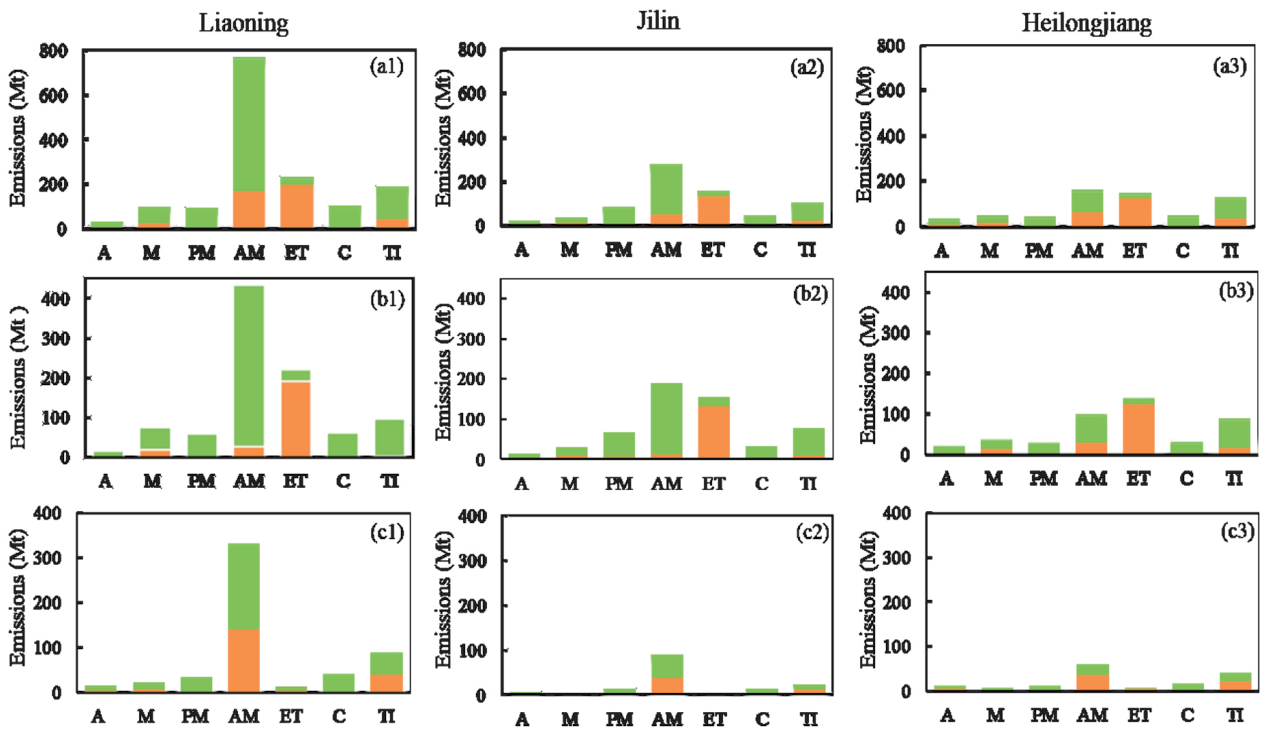 Liaoning
Jilin
Heilongjiang
Emissions (Mt)
800
600
400
200
0
(a1)
A M PM AM ET C TI
Emissions (Mt)
800
600
400
200
0
(a2)
A M PM AM ET C TI
Emissions (Mt)
800
600
400
200
0
(a3)
A M PM AM ET C TI
Emissions (Mt )
400
300
200
100
0
(b1)
A M PM AM ET C TI
Emissions (Mt)
400
300
200
100
0
(b2)
A M PM AM ET C TI
Emissions (Mt)
400
300
200
100
0
(b3)
A M PM AM ET C TI
Emissions (Mt)
400
300
200
100
0
(c1)
A M PM AM ET C TI
Emissions (Mt)
400
300
200
100
0
(c2)
A M PM AM ET C TI
Emissions (Mt)
400
300
200
100
0
(c3)
A M PM AM ET C TI